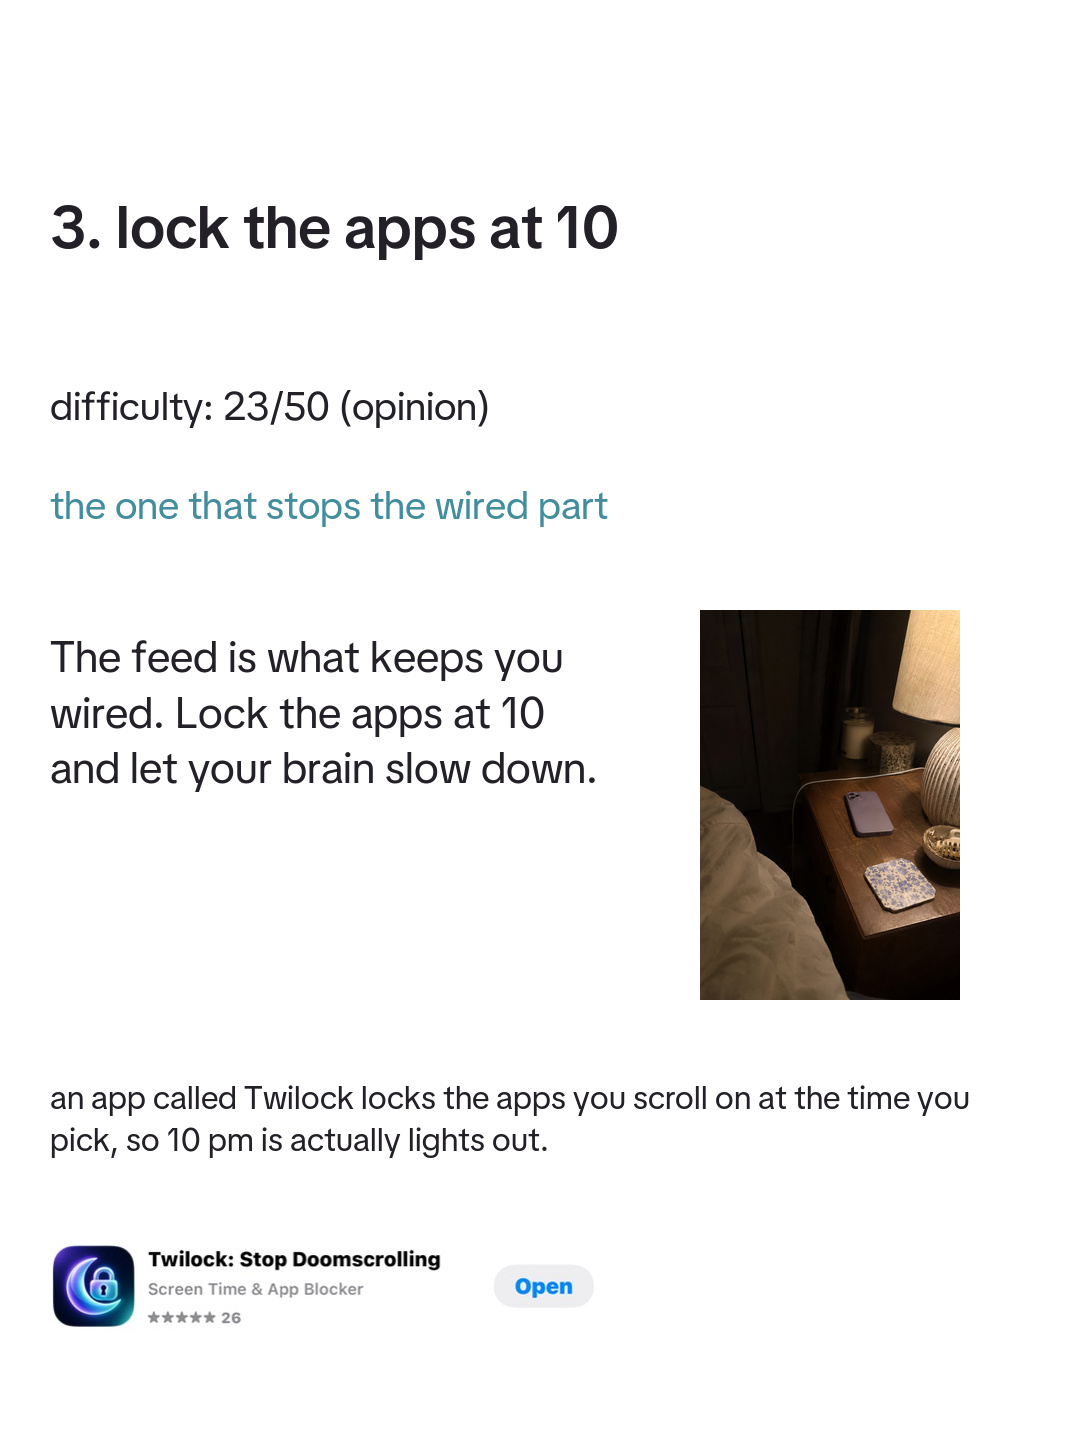 3. lock the apps at 10
difficulty: 23/50 (opinion)
the one that stops the wired part
The feed is what keeps you
wired. Lock the apps at 10
and let your brain slow down.
an app called Twilock locks the apps you scroll on at the time you
pick, so 10 pm is actually lights out.
Twilock: Stop Doomscrolling
Screen Time & App Blocker
★★★★★ 26
Open